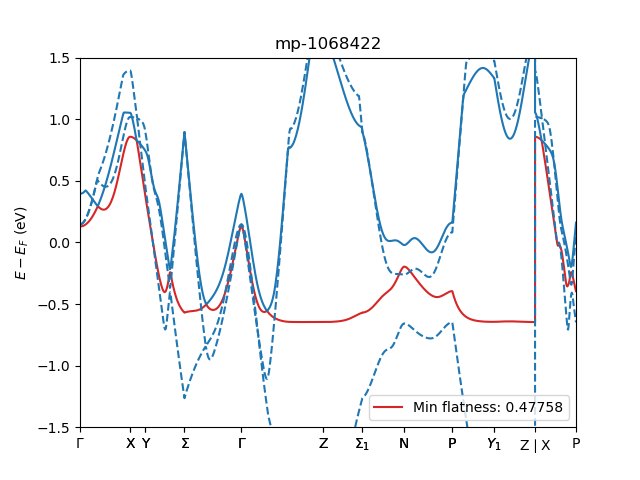 mp-1068422
1.5
1.0
0.5
0.0
−0.5
−1.0
−1.5
E − E_F (eV)
Min flatness: 0.47758
Γ X Y Σ Γ Z Σ₁ N P Y₁ Z | X P